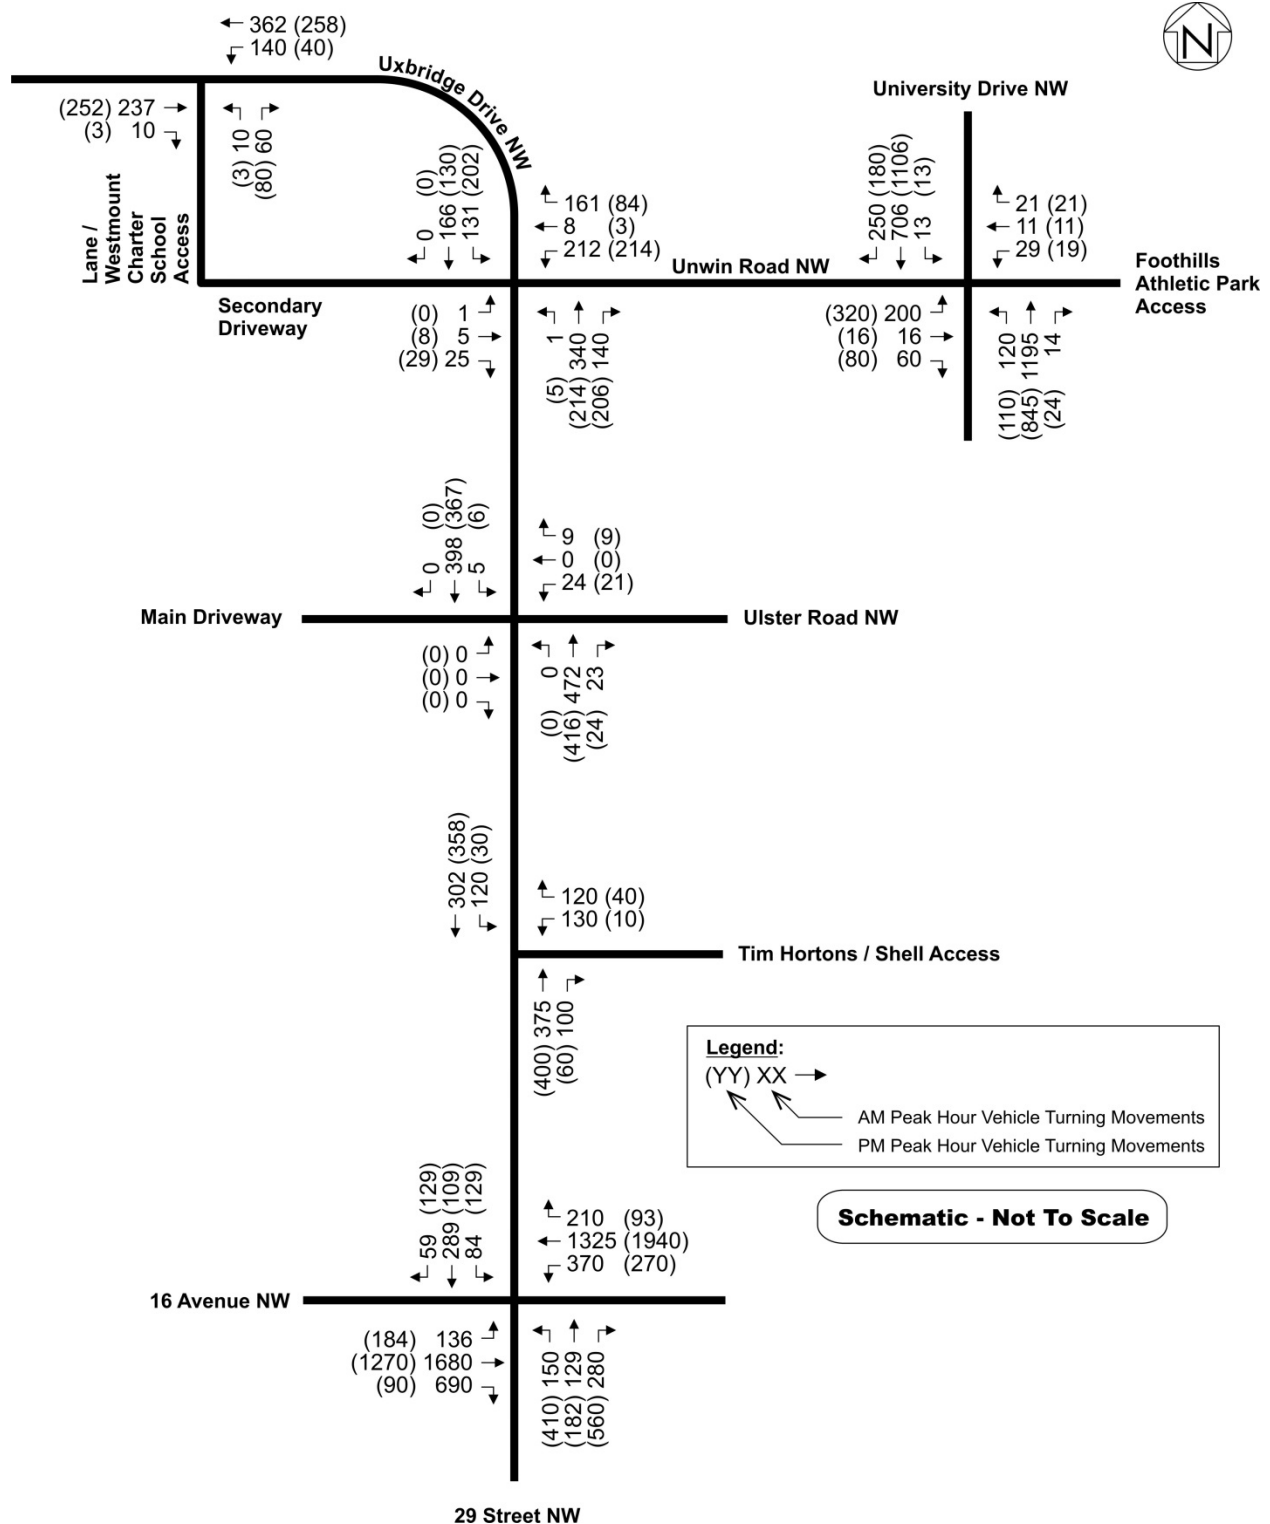 362 (258)
140 (40)
N
Uxbridge Drive NW
University Drive NW
(252) 237
(3) 10
(3) 10
(80) 60
Lane /
Westmount
Charter
School
Access
0 (0)
166 (130)
131 (202)
161 (84)
8 (3)
212 (214)
250 (180)
706 (1106)
13 (13)
21 (21)
11 (11)
29 (19)
Unwin Road NW
Foothills
Athletic Park
Access
Secondary
Driveway
(0) 1
(8) 5
(29) 25
(5) 1
(214) 340
(206) 140
(320) 200
(16) 16
(80) 60
(110) 120
(845) 1195
(24) 14
0 (0)
398 (367)
5 (6)
9 (9)
0 (0)
24 (21)
Main Driveway
Ulster Road NW
(0) 0
(0) 0
(0) 0
(0) 0
(416) 472
(24) 23
302 (358)
120 (30)
120 (40)
130 (10)
Tim Hortons / Shell Access
(400) 375
(60) 100
Legend:
(YY) XX
AM Peak Hour Vehicle Turning Movements
PM Peak Hour Vehicle Turning Movements
Schematic - Not To Scale
59 (129)
289 (109)
84 (129)
210 (93)
1325 (1940)
370 (270)
16 Avenue NW
(184) 136
(1270) 1680
(90) 690
(410) 150
(182) 129
(560) 280
29 Street NW